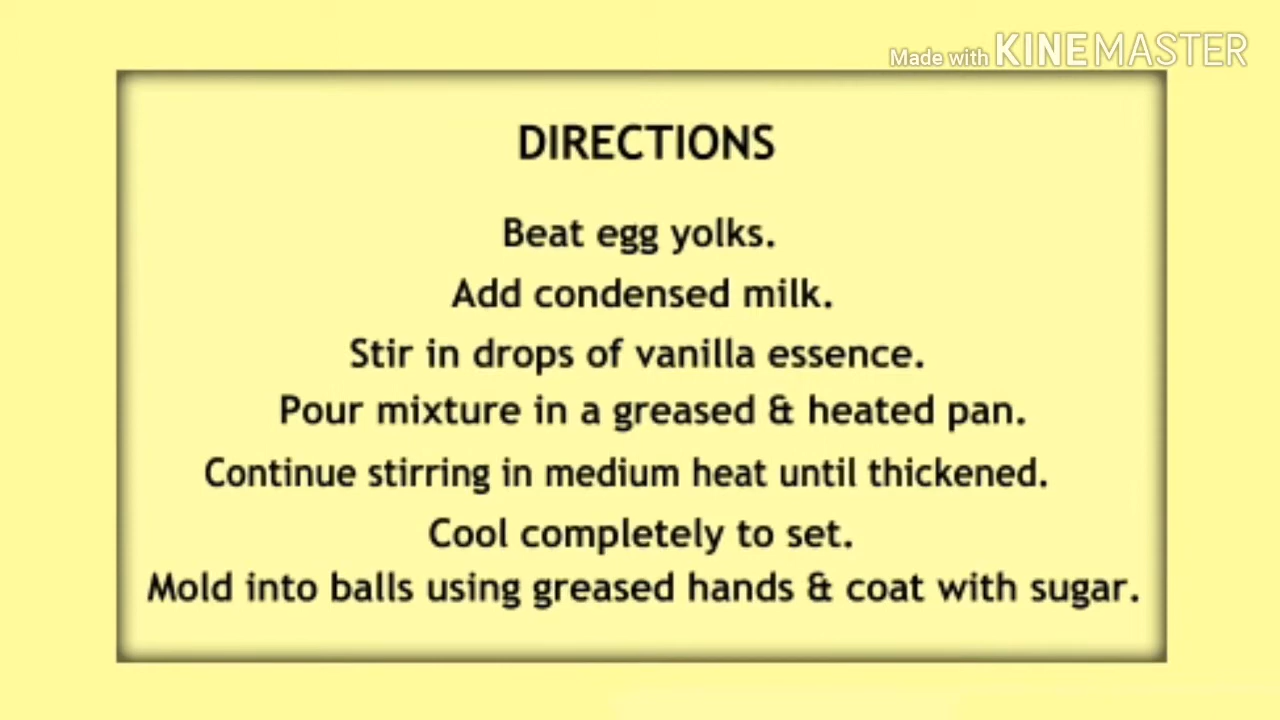 Made with KINEMASTER
DIRECTIONS
Beat egg yolks.
Add condensed milk.
Stir in drops of vanilla essence.
Pour mixture in a greased & heated pan.
Continue stirring in medium heat until thickened.
Cool completely to set.
Mold into balls using greased hands & coat with sugar.